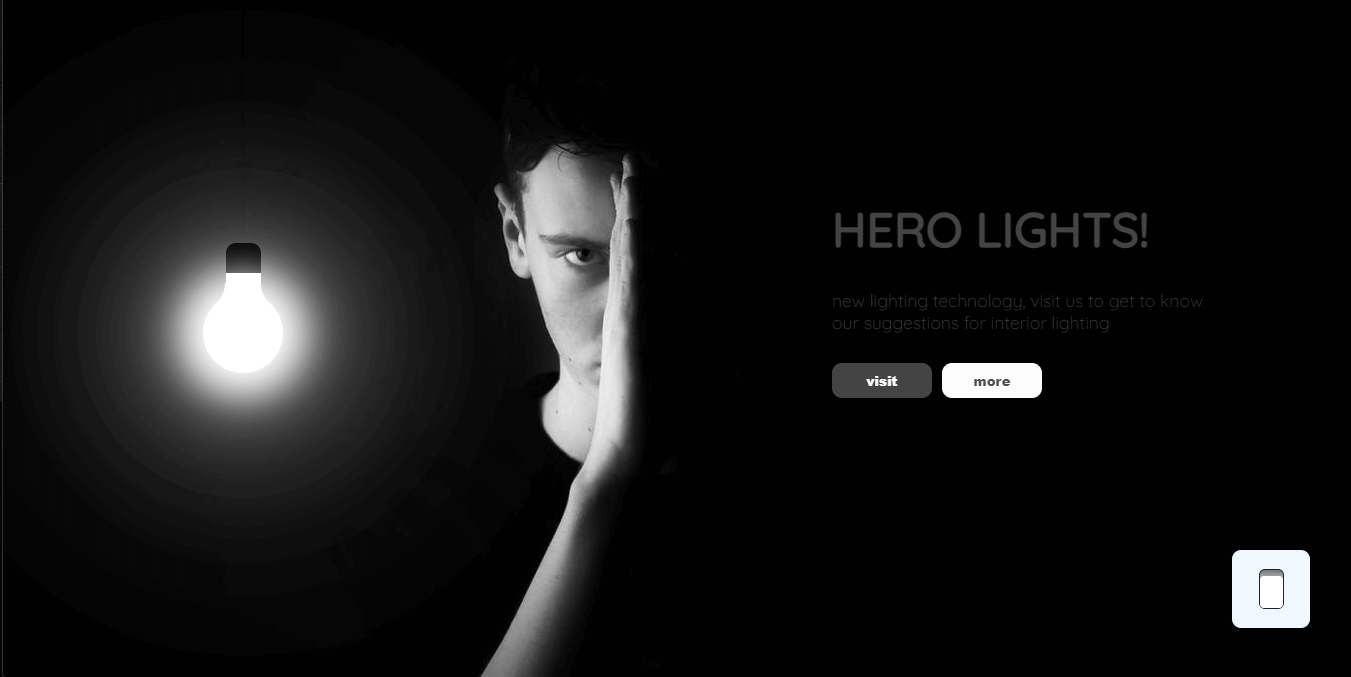 HERO LIGHTS!
new lighting technology, visit us to get to know
our suggestions for interior lighting
visit
more